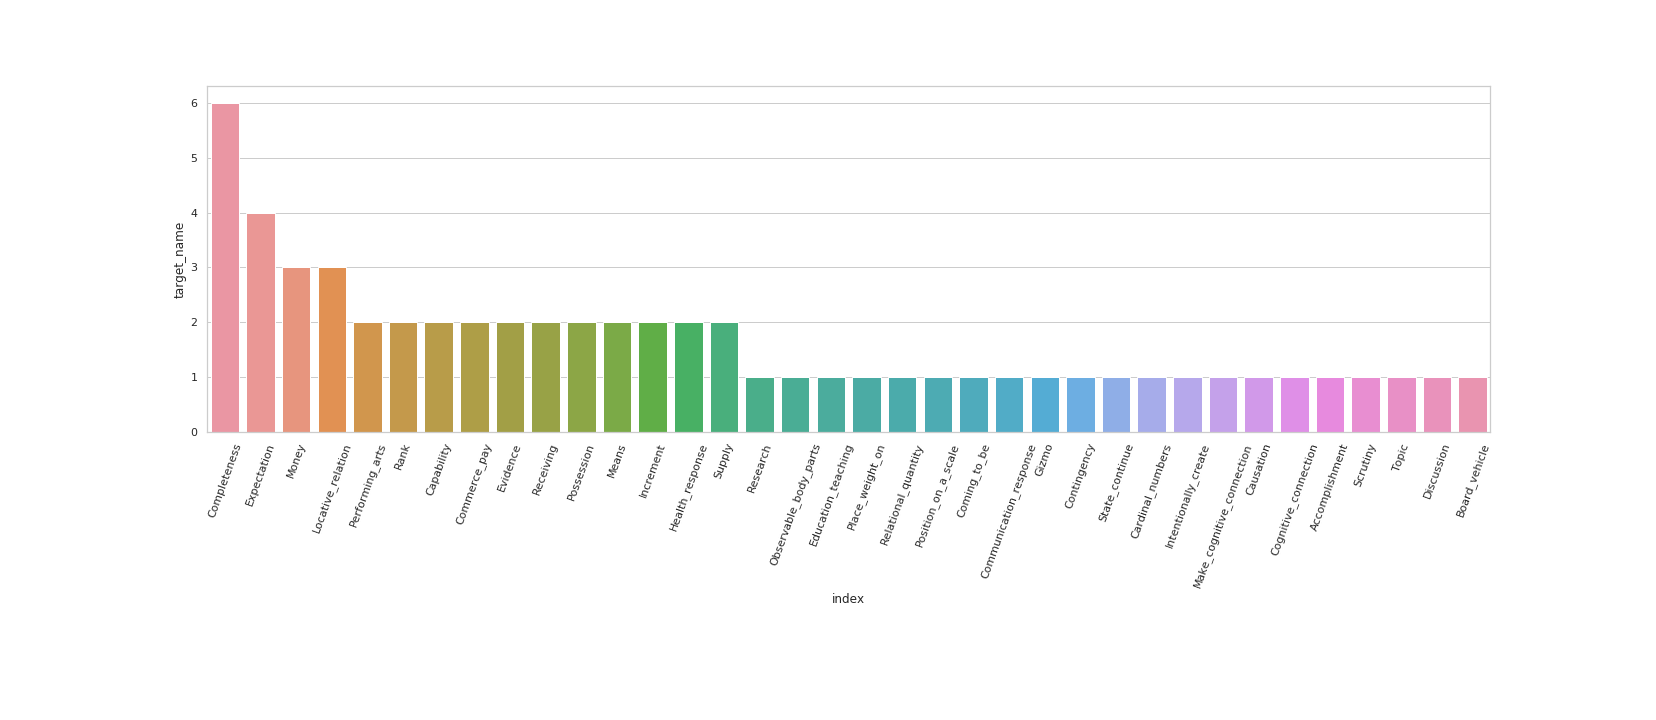 6
5
4
3
2
1
0
target_name
Completeness
Expectation
Money
Locative_relation
Performing_arts
Rank
Capability
Commerce_pay
Evidence
Receiving
Possession
Means
Increment
Health_response
Supply
Research
Observable_body_parts
Education_teaching
Place_weight_on
Relational_quantity
Position_on_a_scale
Coming_to_be
Communication_response
Gizmo
Contingency
State_continue
Cardinal_numbers
Intentionally_create
Make_cognitive_connection
Causation
Cognitive_connection
Accomplishment
Scrutiny
Topic
Discussion
Board_vehicle
index